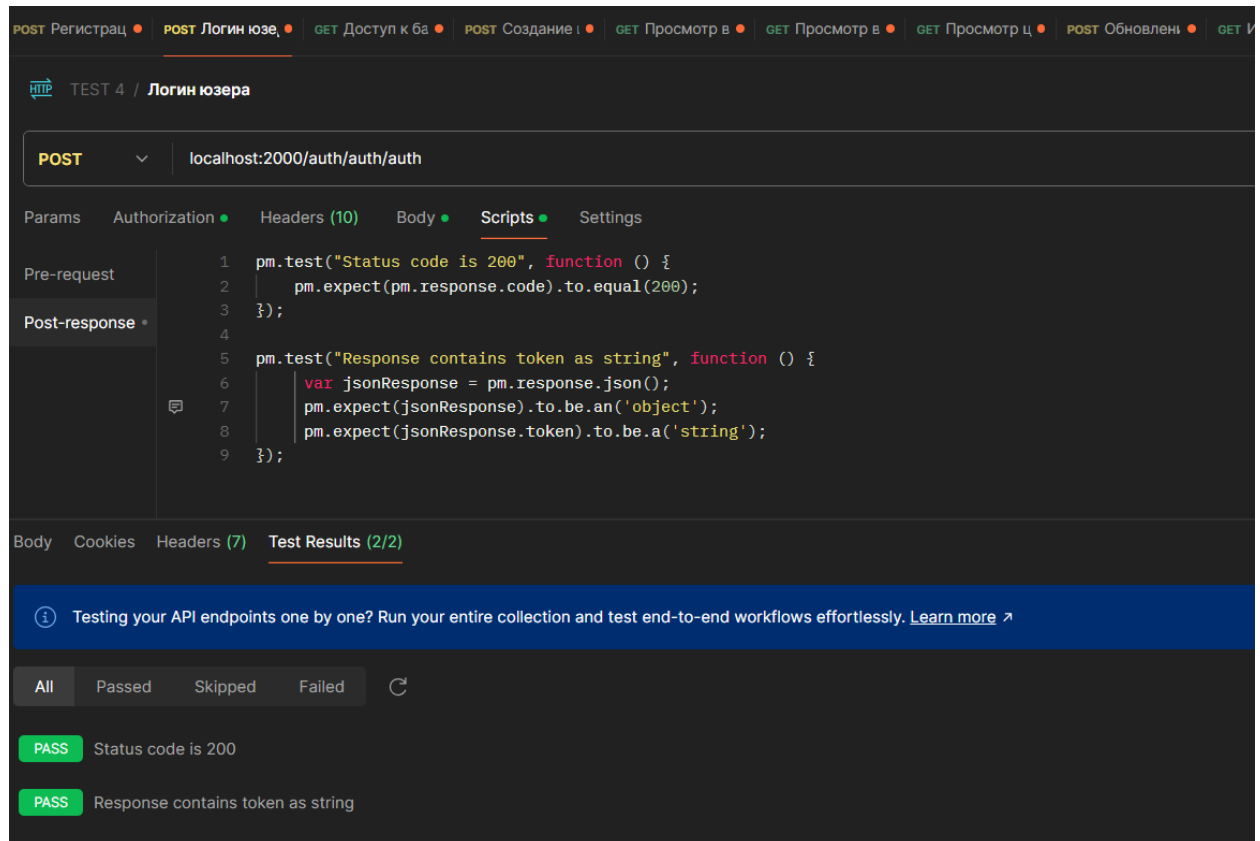 POST Регистрац POST Логин юзе, GET Доступ к ба POST Создание GET Просмотр в GET Просмотр в GET Просмотр ц POST Обновлени GET И
HTTP TEST 4 / Логин юзера
POST localhost:2000/auth/auth/auth
Params Authorization Headers (10) Body Scripts Settings
Pre-request
Post-response
1 pm.test("Status code is 200", function () {
2 pm.expect(pm.response.code).to.equal(200);
3 });
4
5 pm.test("Response contains token as string", function () {
6 var jsonResponse = pm.response.json();
7 pm.expect(jsonResponse).to.be.an('object');
8 pm.expect(jsonResponse.token).to.be.a('string');
9 });
Body Cookies Headers (7) Test Results (2/2)
Testing your API endpoints one by one? Run your entire collection and test end-to-end workflows effortlessly. Learn more ↗
All Passed Skipped Failed
PASS Status code is 200
PASS Response contains token as string